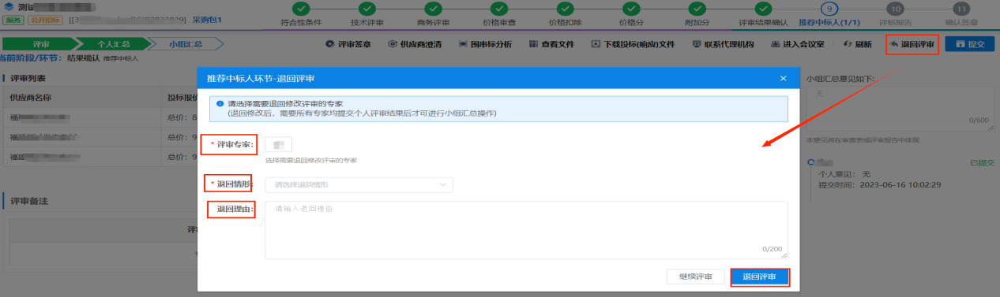 测试
服务 公开招标 采购包1
符合性条件 技术评审 商务评审 价格审查 价格扣除 价格分 附加分 评审结果确认 9 推荐中标人(1/1) 10 评标报告 11 确认签章
评审 个人汇总 小组汇总
评审签章 供应商澄清 围串标分析 查看文件 下载投标(响应)文件 联系代理机构 进入会议室 刷新 退回评审 提交
当前阶段/环节：结果确认 推荐中标人
评审列表
供应商名称 投标报价
总价：8
总价：9
总价：9
评审备注
评
推荐中标人环节-退回评审
请选择需要退回修改评审的专家
(退回修改后，需要所有专家均提交个人评审结果后才可进行小组汇总操作)
* 评审专家：
选择需要退回修改评审的专家
* 退回情形： 请选择退回情形
退回理由： 请输入退回理由
0/200
继续评审 退回评审
小组汇总意见如下：
无
0/600
本意见将在审查表或评审报告中体现
已提交
个人意见： 无
提交时间：2023-06-16 10:02:29